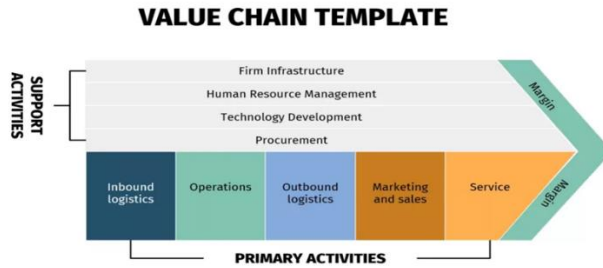 VALUE CHAIN TEMPLATE
SUPPORT
ACTIVITIES
Firm Infrastructure
Human Resource Management
Technology Development
Procurement
Margin
Inbound
logistics
Operations
Outbound
logistics
Marketing
and sales
Service
Margin
PRIMARY ACTIVITIES